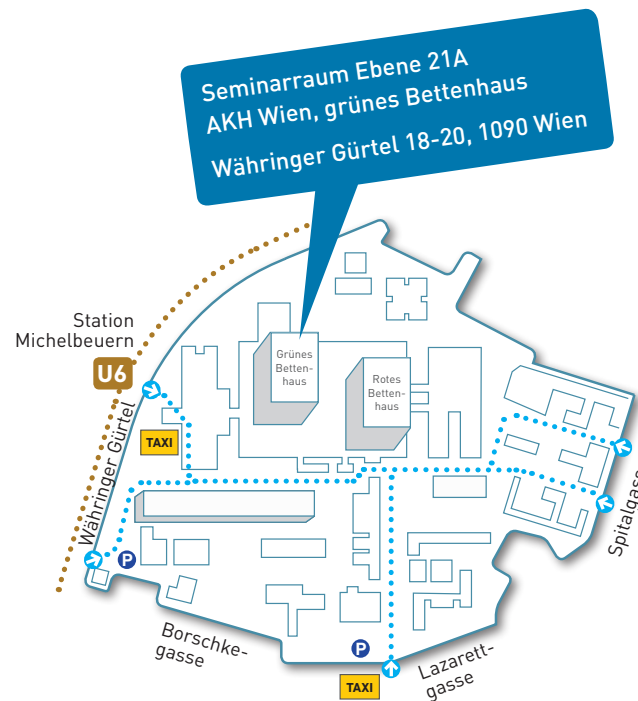 Seminarraum Ebene 21A
AKH Wien, grünes Bettenhaus
Währinger Gürtel 18-20, 1090 Wien
Station
Michelbeuern
U6
Grünes
Betten-
haus
Rotes
Betten-
haus
TAXI
Währinger Gürtel
P
Spitalgasse
Borschke-
gasse
P
TAXI
Lazarett-
gasse